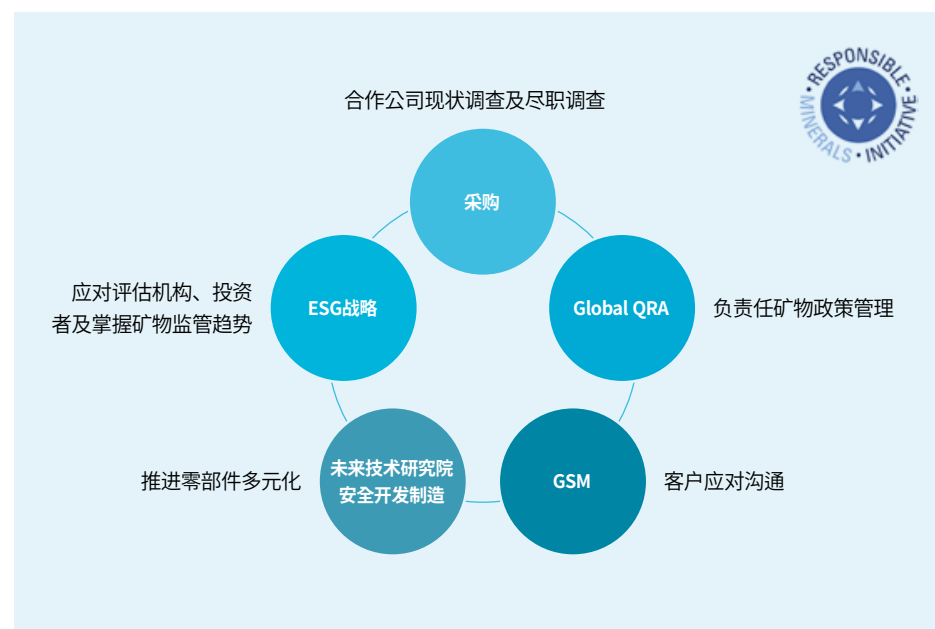 RESPONSIBLE
MINERALS • INITIATIVE
合作公司现状调查及尽职调查
采购
应对评估机构、投资
者及掌握矿物监管趋势
ESG战略
Global QRA
负责任矿物政策管理
推进零部件多元化
未来技术研究院
安全开发制造
GSM
客户应对沟通